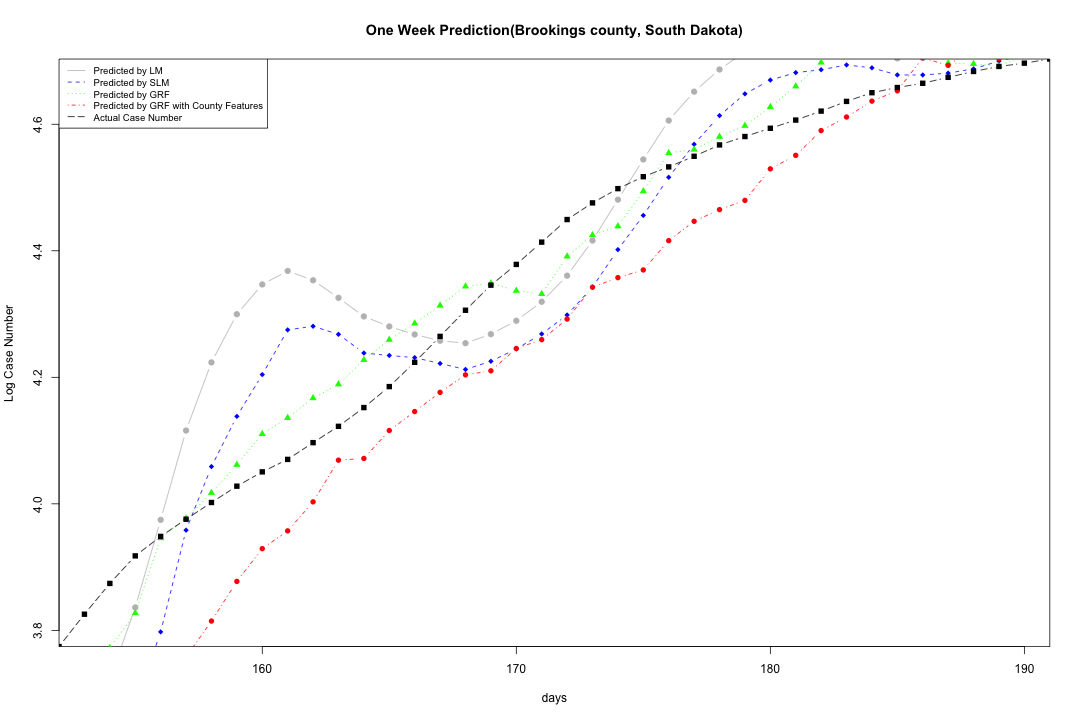 One Week Prediction(Brookings county, South Dakota)
Predicted by LM
Predicted by SLM
Predicted by GRF
Predicted by GRF with County Features
Actual Case Number
4.6
4.4
4.2
4.0
3.8
Log Case Number
160 170 180 190
days